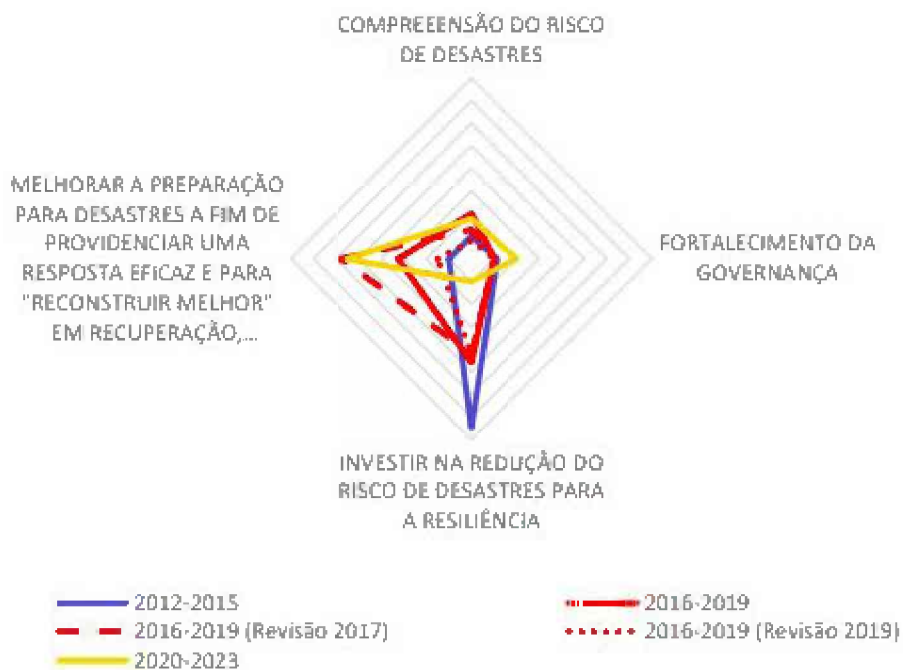 COMPREEENSÃO DO RISCO
DE DESASTRES
MELHORAR A PREPARAÇÃO
PARA DESASTRES A FIM DE
PROVIDENCIAR UMA
RESPOSTA EFICAZ E PARA
"RECONSTRUIR MELHOR"
EM RECUPERAÇÃO,...
FORTALECIMENTO DA
GOVERNANÇA
INVESTIR NA REDUÇÃO DO
RISCO DE DESASTRES PARA
A RESILIÊNCIA
2012-2015
2016-2019
2016-2019 (Revisão 2017)
2016-2019 (Revisão 2019)
2020-2023